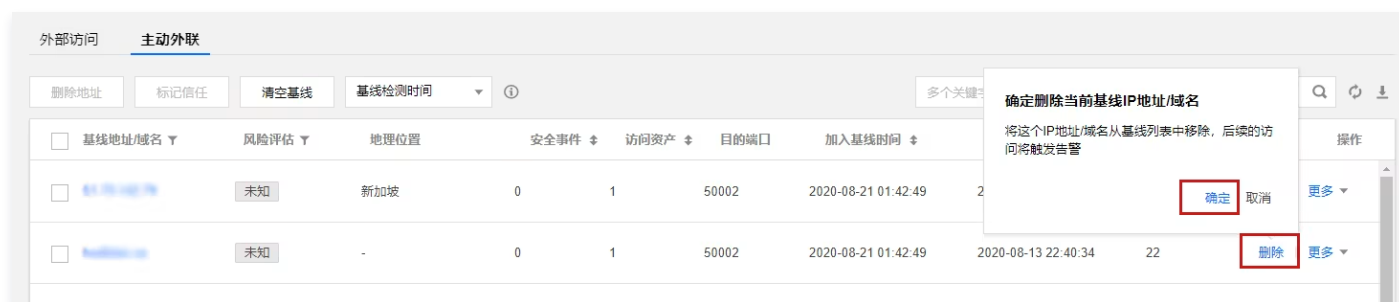 外部访问 主动外联
删除地址 标记信任 清空基线 基线检测时间 多个关键字
确定删除当前基线IP地址/域名
将这个IP地址/域名从基线列表中移除，后续的访
问将触发告警
确定 取消
基线地址/域名 风险评估 地理位置 安全事件 访问资产 目的端口 加入基线时间 操作
未知 新加坡 0 1 50002 2020-08-21 01:42:49 2 更多
未知 - 0 1 50002 2020-08-21 01:42:49 2020-08-13 22:40:34 22 删除 更多